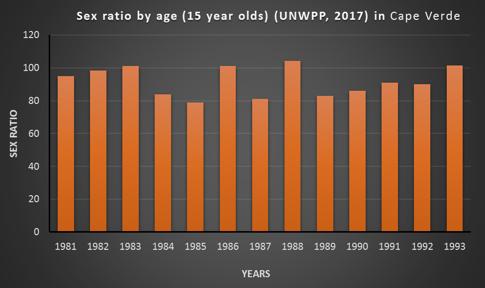 Sex ratio by age (15 year olds) (UNWPP, 2017) in Cape Verde
120
100
80
60
40
20
0
SEX RATIO
1981 1982 1983 1984 1985 1986 1987 1988 1989 1990 1991 1992 1993
YEARS